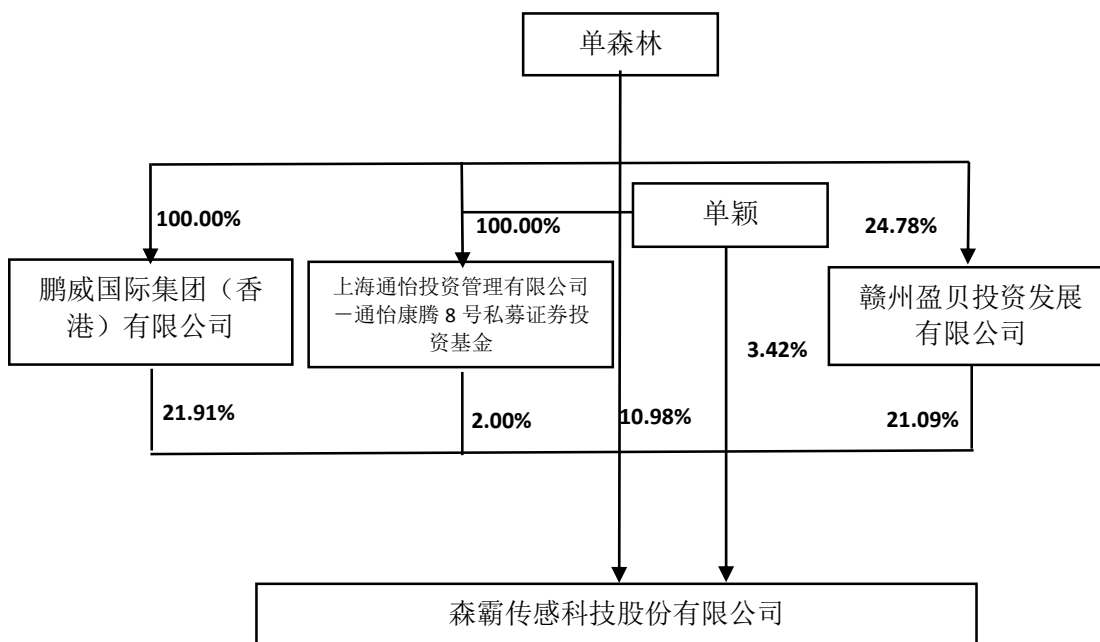 单森林
单颖
100.00%
100.00%
24.78%
鹏威国际集团（香
港）有限公司
上海通怡投资管理有限公司
－通怡康腾 8 号私募证券投
资基金
赣州盈贝投资发展
有限公司
3.42%
21.91%
2.00%
10.98%
21.09%
森霸传感科技股份有限公司